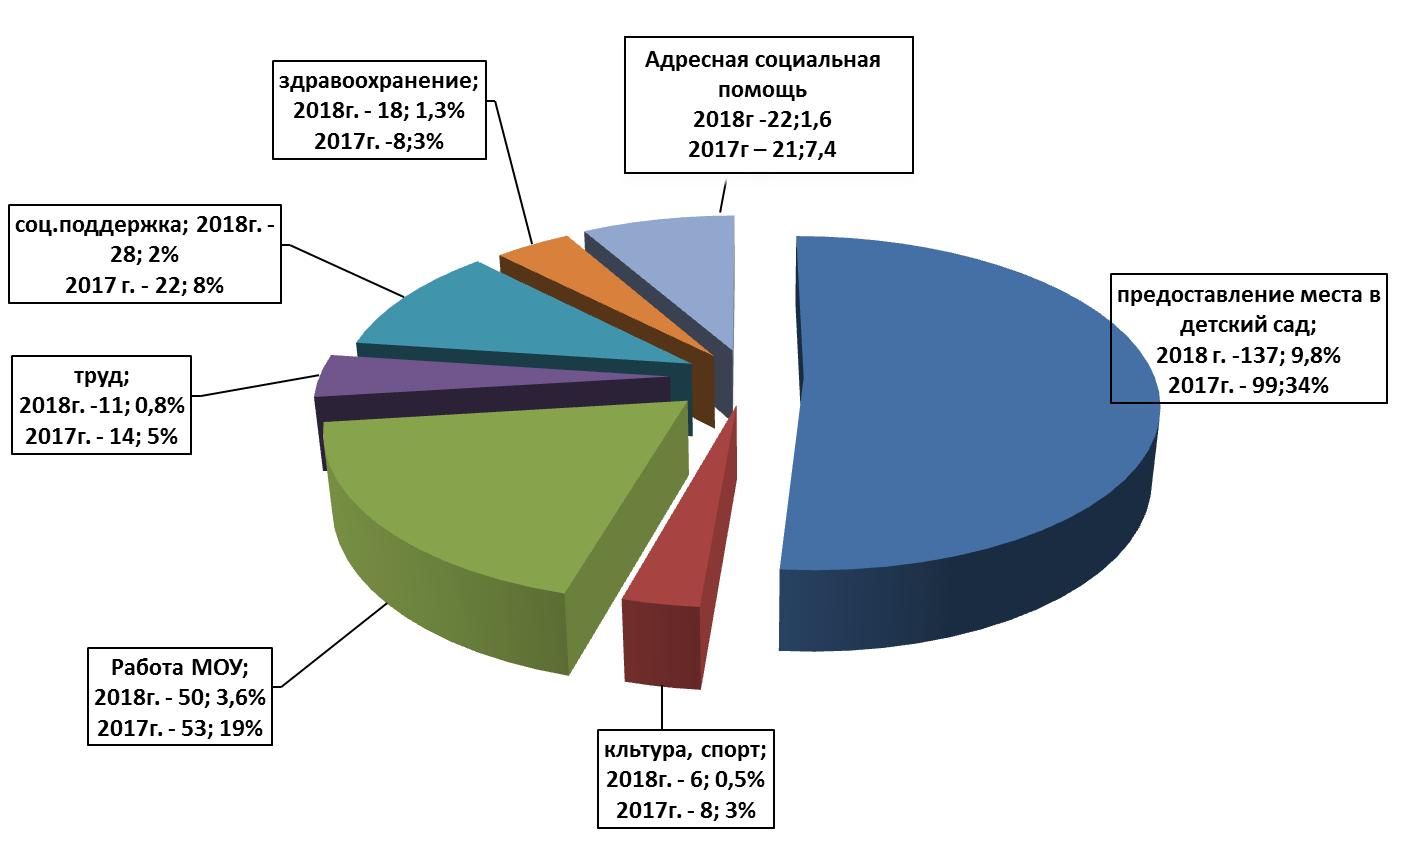 Адресная социальная
помощь
2018г -22;1,6
2017г – 21;7,4
здравоохранение;
2018г. - 18; 1,3%
2017г. -8;3%
соц.поддержка; 2018г. -
28; 2%
2017 г. - 22; 8%
предоставление места в
детский сад;
2018 г. -137; 9,8%
2017г. - 99;34%
труд;
2018г. -11; 0,8%
2017г. - 14; 5%
Работа МОУ;
2018г. - 50; 3,6%
2017г. - 53; 19%
кльтура, спорт;
2018г. - 6; 0,5%
2017г. - 8; 3%